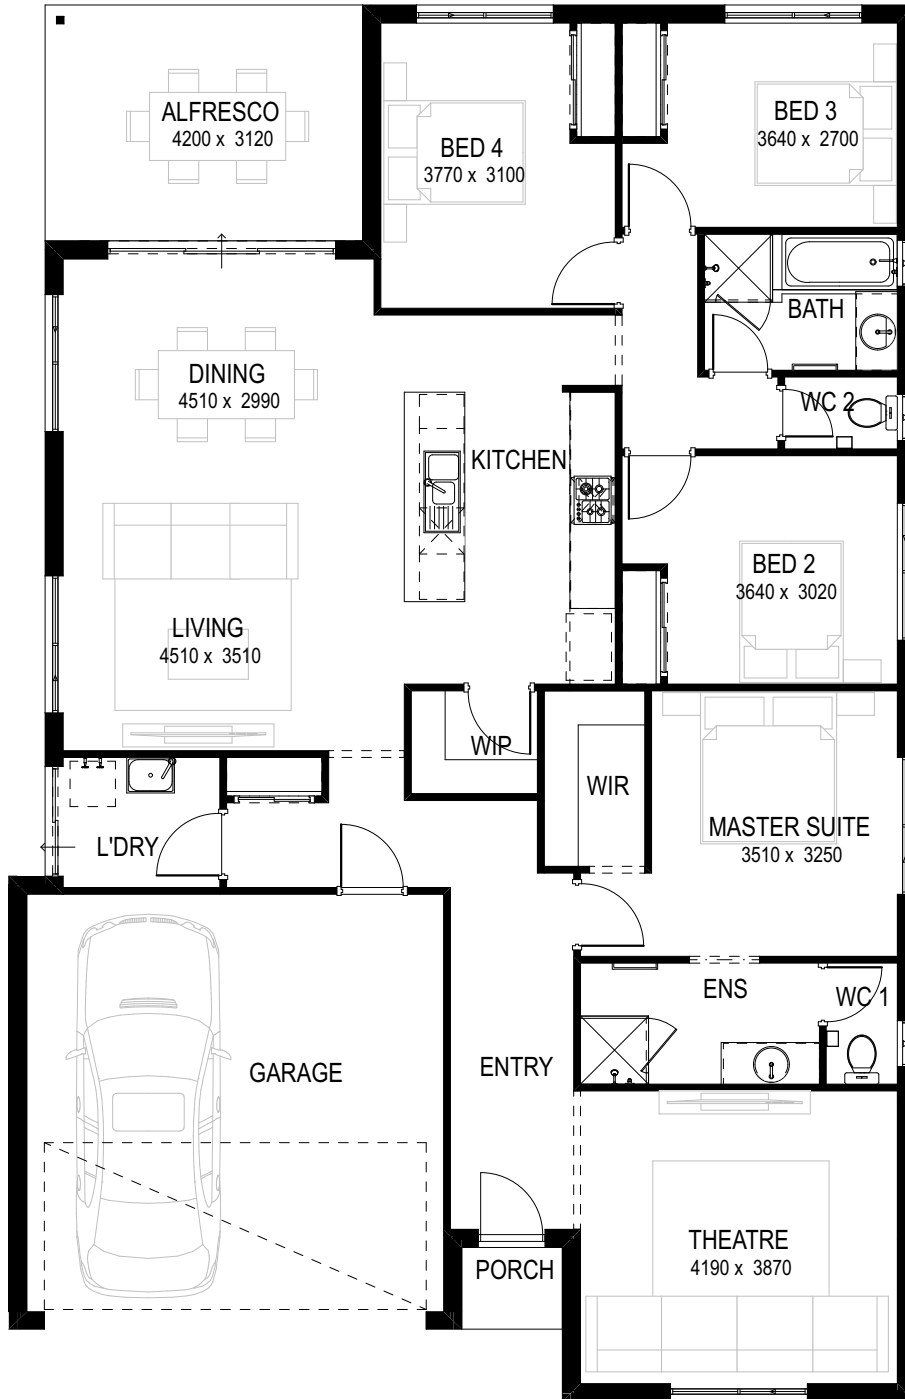 ALFRESCO
4200 x 3120
BED 4
3770 x 3100
BED 3
3640 x 2700
BATH
DINING
4510 x 2990
WC 2
KITCHEN
BED 2
3640 x 3020
LIVING
4510 x 3510
WIP
WIR
L'DRY
MASTER SUITE
3510 x 3250
ENS
WC 1
GARAGE
ENTRY
THEATRE
4190 x 3870
PORCH